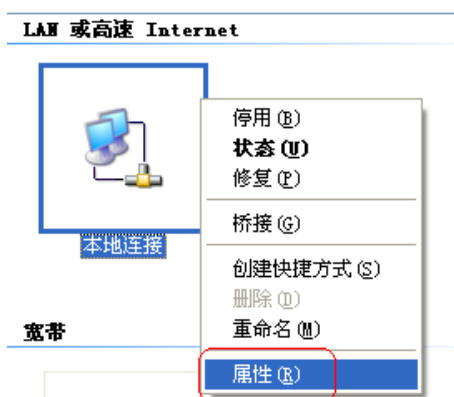 LAN 或高速 Internet
停用(B)
状态(U)
修复(P)
桥接(G)
本地连接
创建快捷方式(S)
删除(D)
重命名(M)
宽带
属性(R)